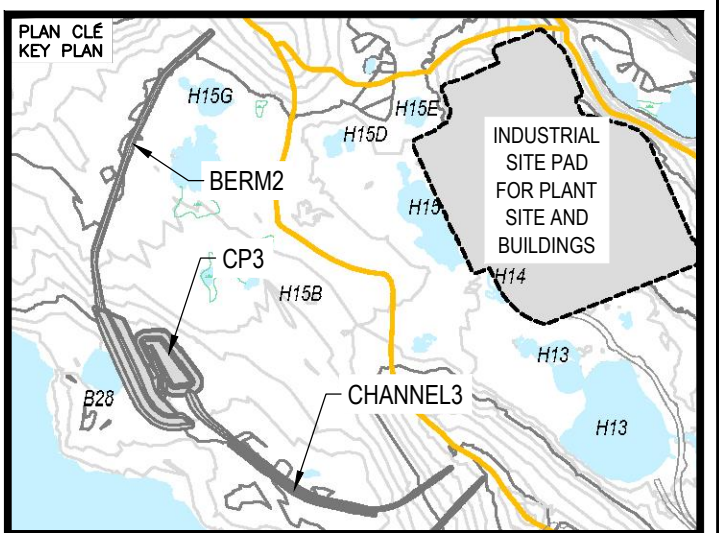 PLAN CLÉ
KEY PLAN
H15G
H15E
H15D
INDUSTRIAL
SITE PAD
FOR PLANT
SITE AND
BUILDINGS
BERM2
H15
CP3
H14
H15B
H13
CHANNEL3
B28
H13